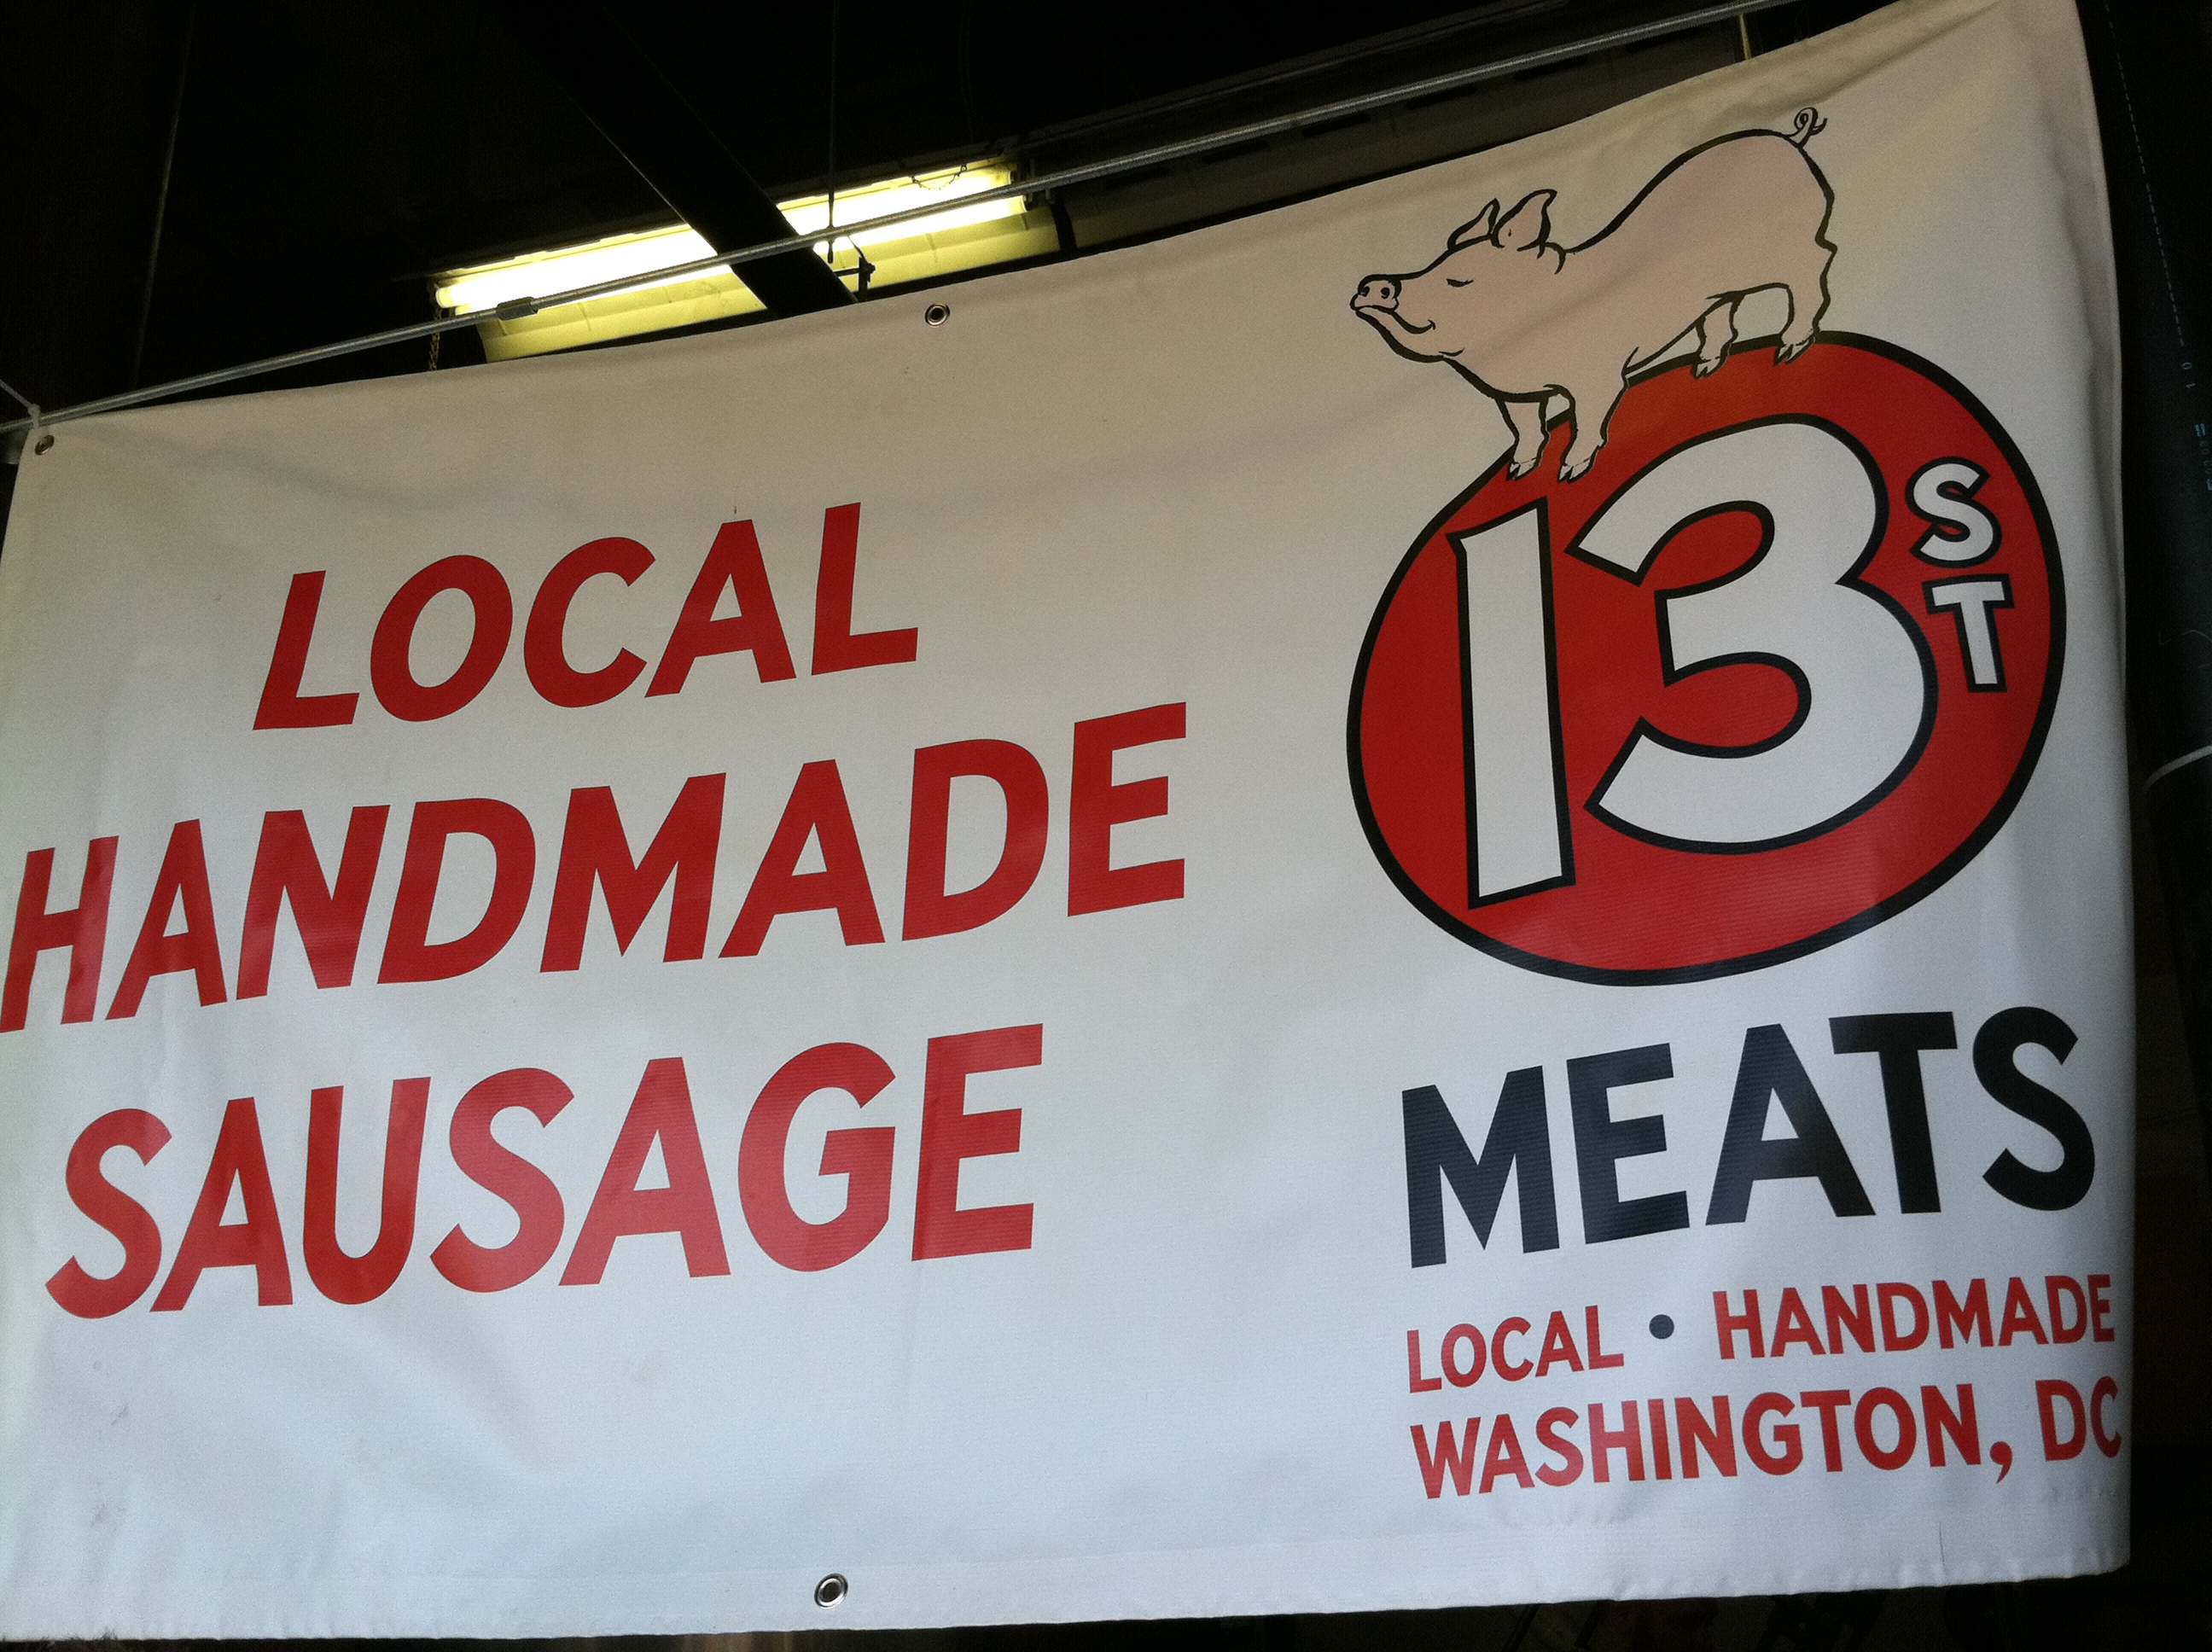 LOCAL
HANDMADE
SAUSAGE
13 ST
MEATS
LOCAL • HANDMADE
WASHINGTON, DC